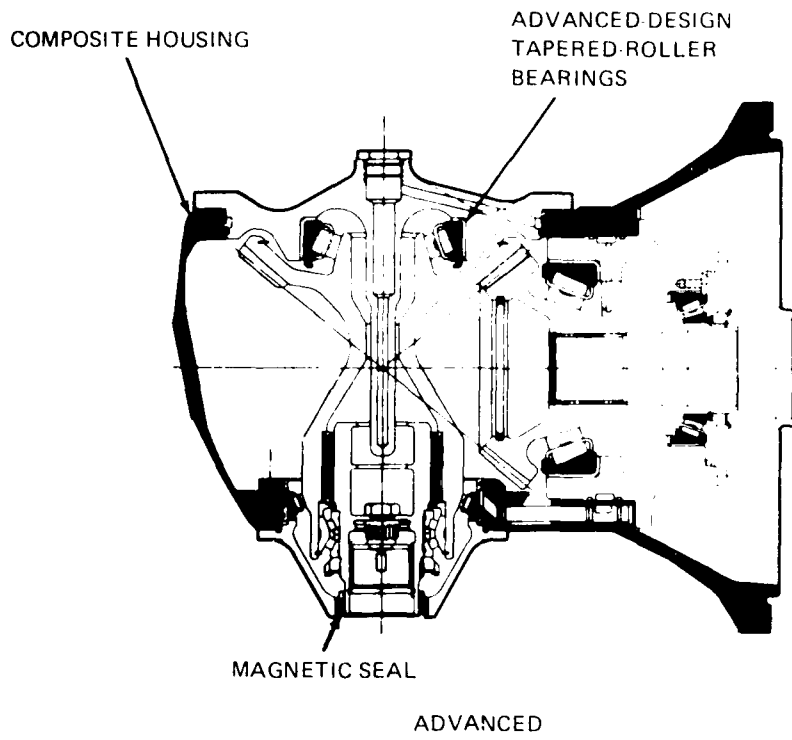 COMPOSITE HOUSING
ADVANCED-DESIGN
TAPERED-ROLLER
BEARINGS
MAGNETIC SEAL
ADVANCED